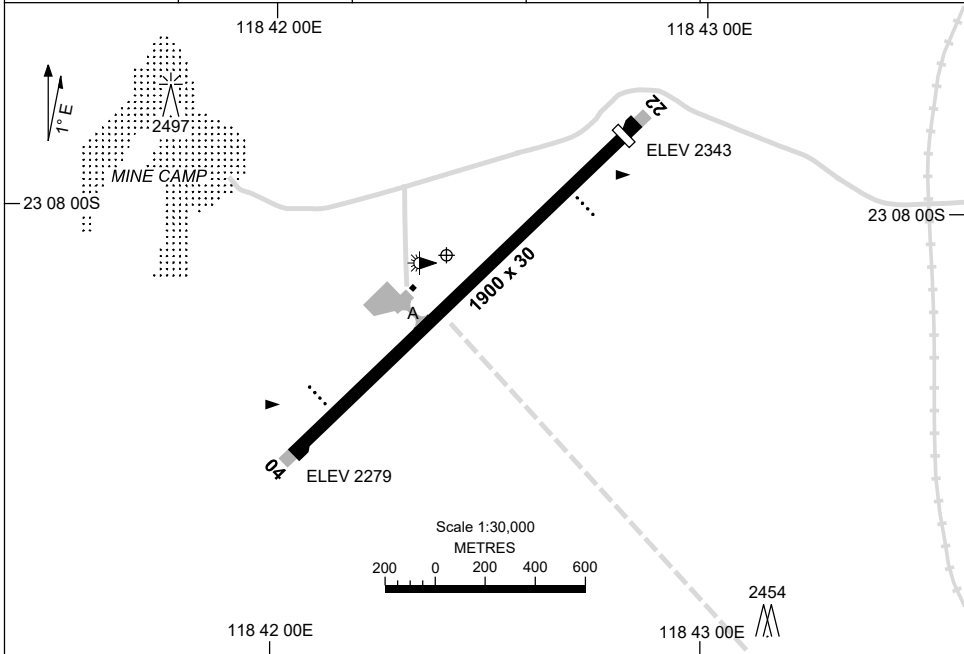 118 42 00E
118 43 00E
1° E
2497
MINE CAMP
22
ELEV 2343
23 08 00S
23 08 00S
1900 x 30
A
04
ELEV 2279
Scale 1:30,000
METRES
200 0 200 400 600
2454
118 42 00E
118 43 00E